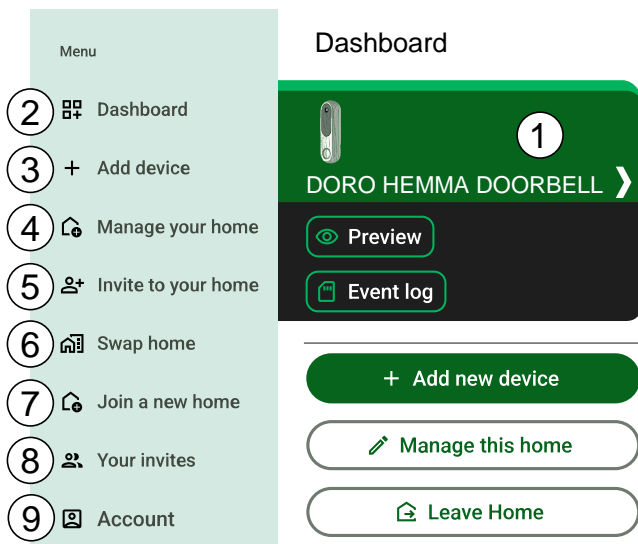 Menu
2 Dashboard
3 Add device
4 Manage your home
5 Invite to your home
6 Swap home
7 Join a new home
8 Your invites
9 Account
Dashboard
1
DORO HEMMA DOORBELL
Preview
Event log
+ Add new device
Manage this home
Leave Home